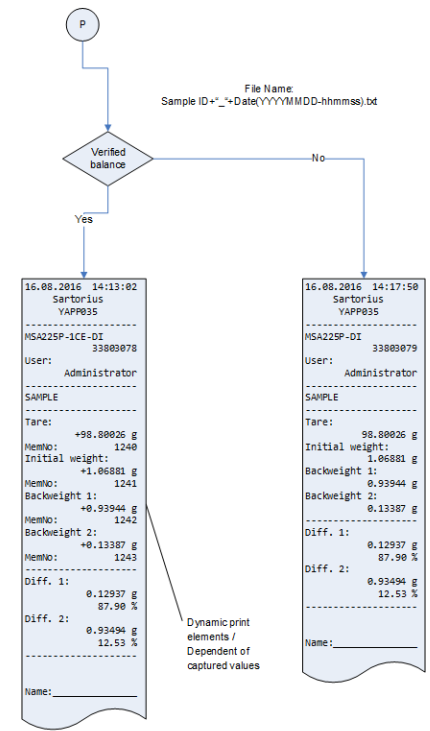 P
File Name:
Sample ID+"_"+Date(YYYYMMDD-hhmmss).txt
Verified
balance
No
Yes
16.08.2016 14:13:02
Sartorius
YAPP035
--------------------
MSA225P-1CE-DI
33803078
User:
Administrator
--------------------
SAMPLE
--------------------
Tare:
+98.80026 g
MemNo: 1240
Initial weight:
+1.06881 g
MemNo: 1241
Backweight 1:
+0.93944 g
MemNo: 1242
Backweight 2:
+0.13387 g
MemNo: 1243
--------------------
Diff. 1:
0.12937 g
87.90 %
Diff. 2:
0.93494 g
12.53 %
--------------------
Name:____________
16.08.2016 14:17:50
Sartorius
YAPP035
--------------------
MSA225P-DI
33803079
User:
Administrator
--------------------
SAMPLE
--------------------
Tare:
98.80026 g
Initial weight:
1.06881 g
Backweight 1:
0.93944 g
Backweight 2:
0.13387 g
--------------------
Diff. 1:
0.12937 g
87.90 %
Diff. 2:
0.93494 g
12.53 %
--------------------
Name:____________
Dynamic print
elements /
Dependent of
captured values